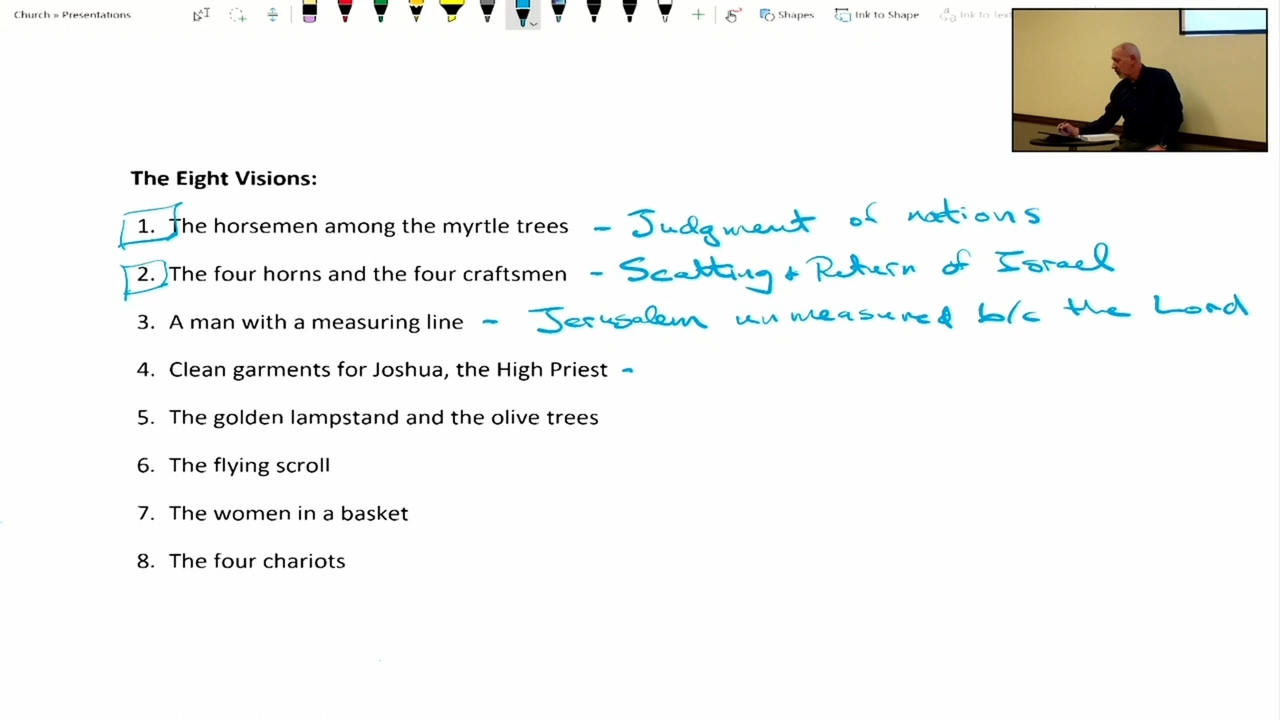 Church » Presentations
Shapes Ink to Shape Ink to Text
The Eight Visions:
1. The horsemen among the myrtle trees - Judgment of nations
2. The four horns and the four craftsmen - Scatting + Return of Israel
3. A man with a measuring line - Jerusalem unmeasured b/c the Lord
4. Clean garments for Joshua, the High Priest -
5. The golden lampstand and the olive trees
6. The flying scroll
7. The women in a basket
8. The four chariots